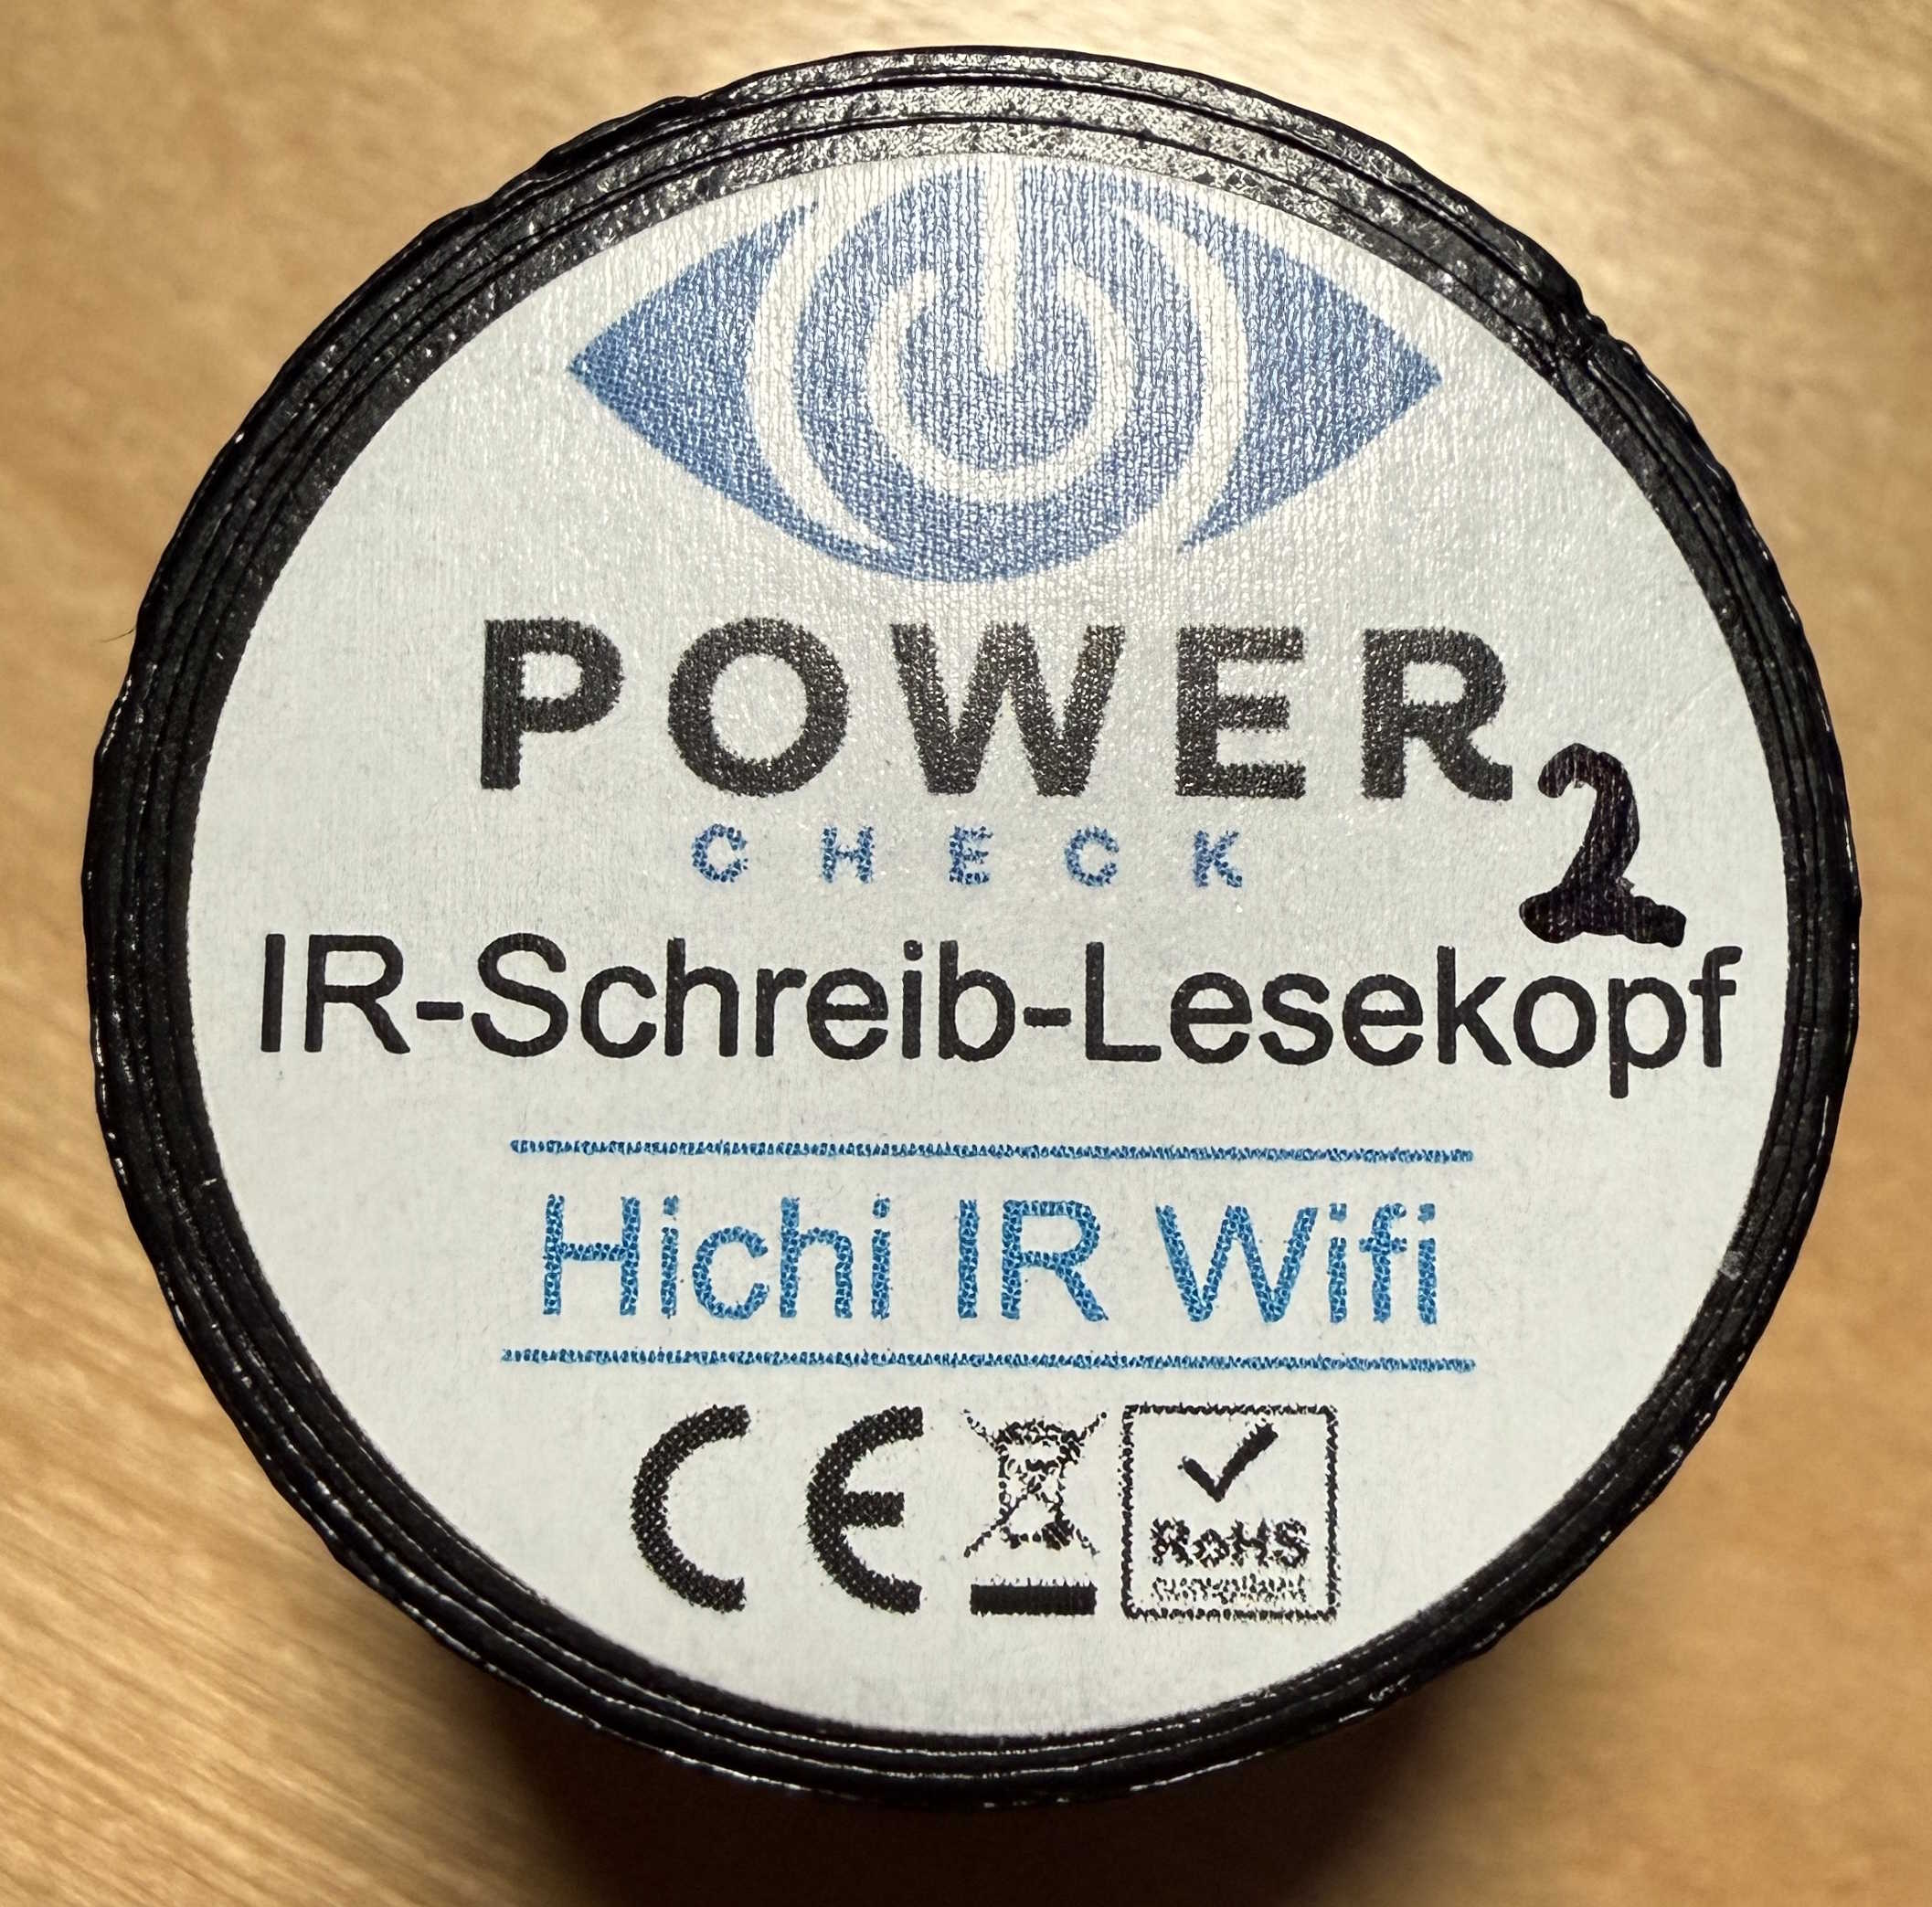 POWER
2
CHECK
IR-Schreib-Lesekopf
Hichi IR Wifi
CE
RoHS